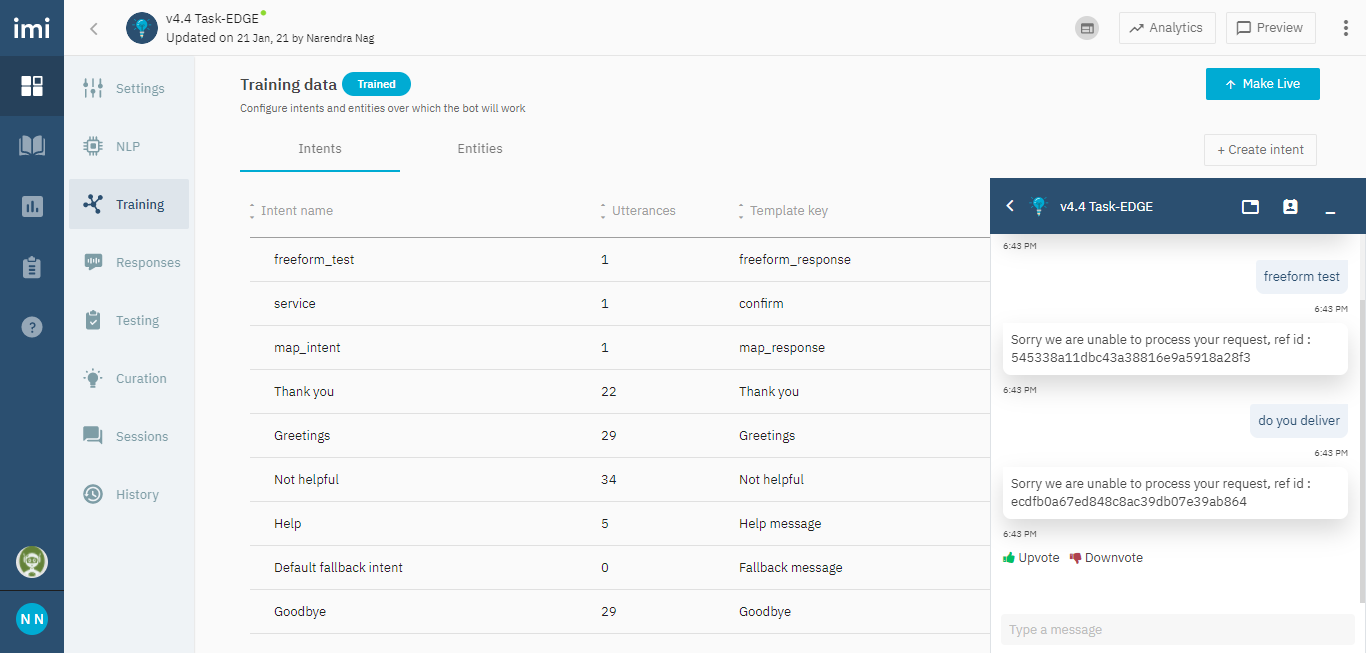 imi
v4.4 Task-EDGE
Updated on 21 Jan, 21 by Narendra Nag
Analytics
Preview
Settings
NLP
Training
Responses
Testing
Curation
Sessions
History
N N
Training data Trained
Configure intents and entities over which the bot will work
Make Live
Intents Entities
+ Create intent
Intent name Utterances Template key
freeform_test 1 freeform_response
service 1 confirm
map_intent 1 map_response
Thank you 22 Thank you
Greetings 29 Greetings
Not helpful 34 Not helpful
Help 5 Help message
Default fallback intent 0 Fallback message
Goodbye 29 Goodbye
v4.4 Task-EDGE
6:43 PM
freeform test
6:43 PM
Sorry we are unable to process your request, ref id :
545338a11dbc43a38816e9a5918a28f3
6:43 PM
do you deliver
6:43 PM
Sorry we are unable to process your request, ref id :
ecdfb0a67ed848c8ac39db07e39ab864
6:43 PM
Upvote Downvote
Type a message